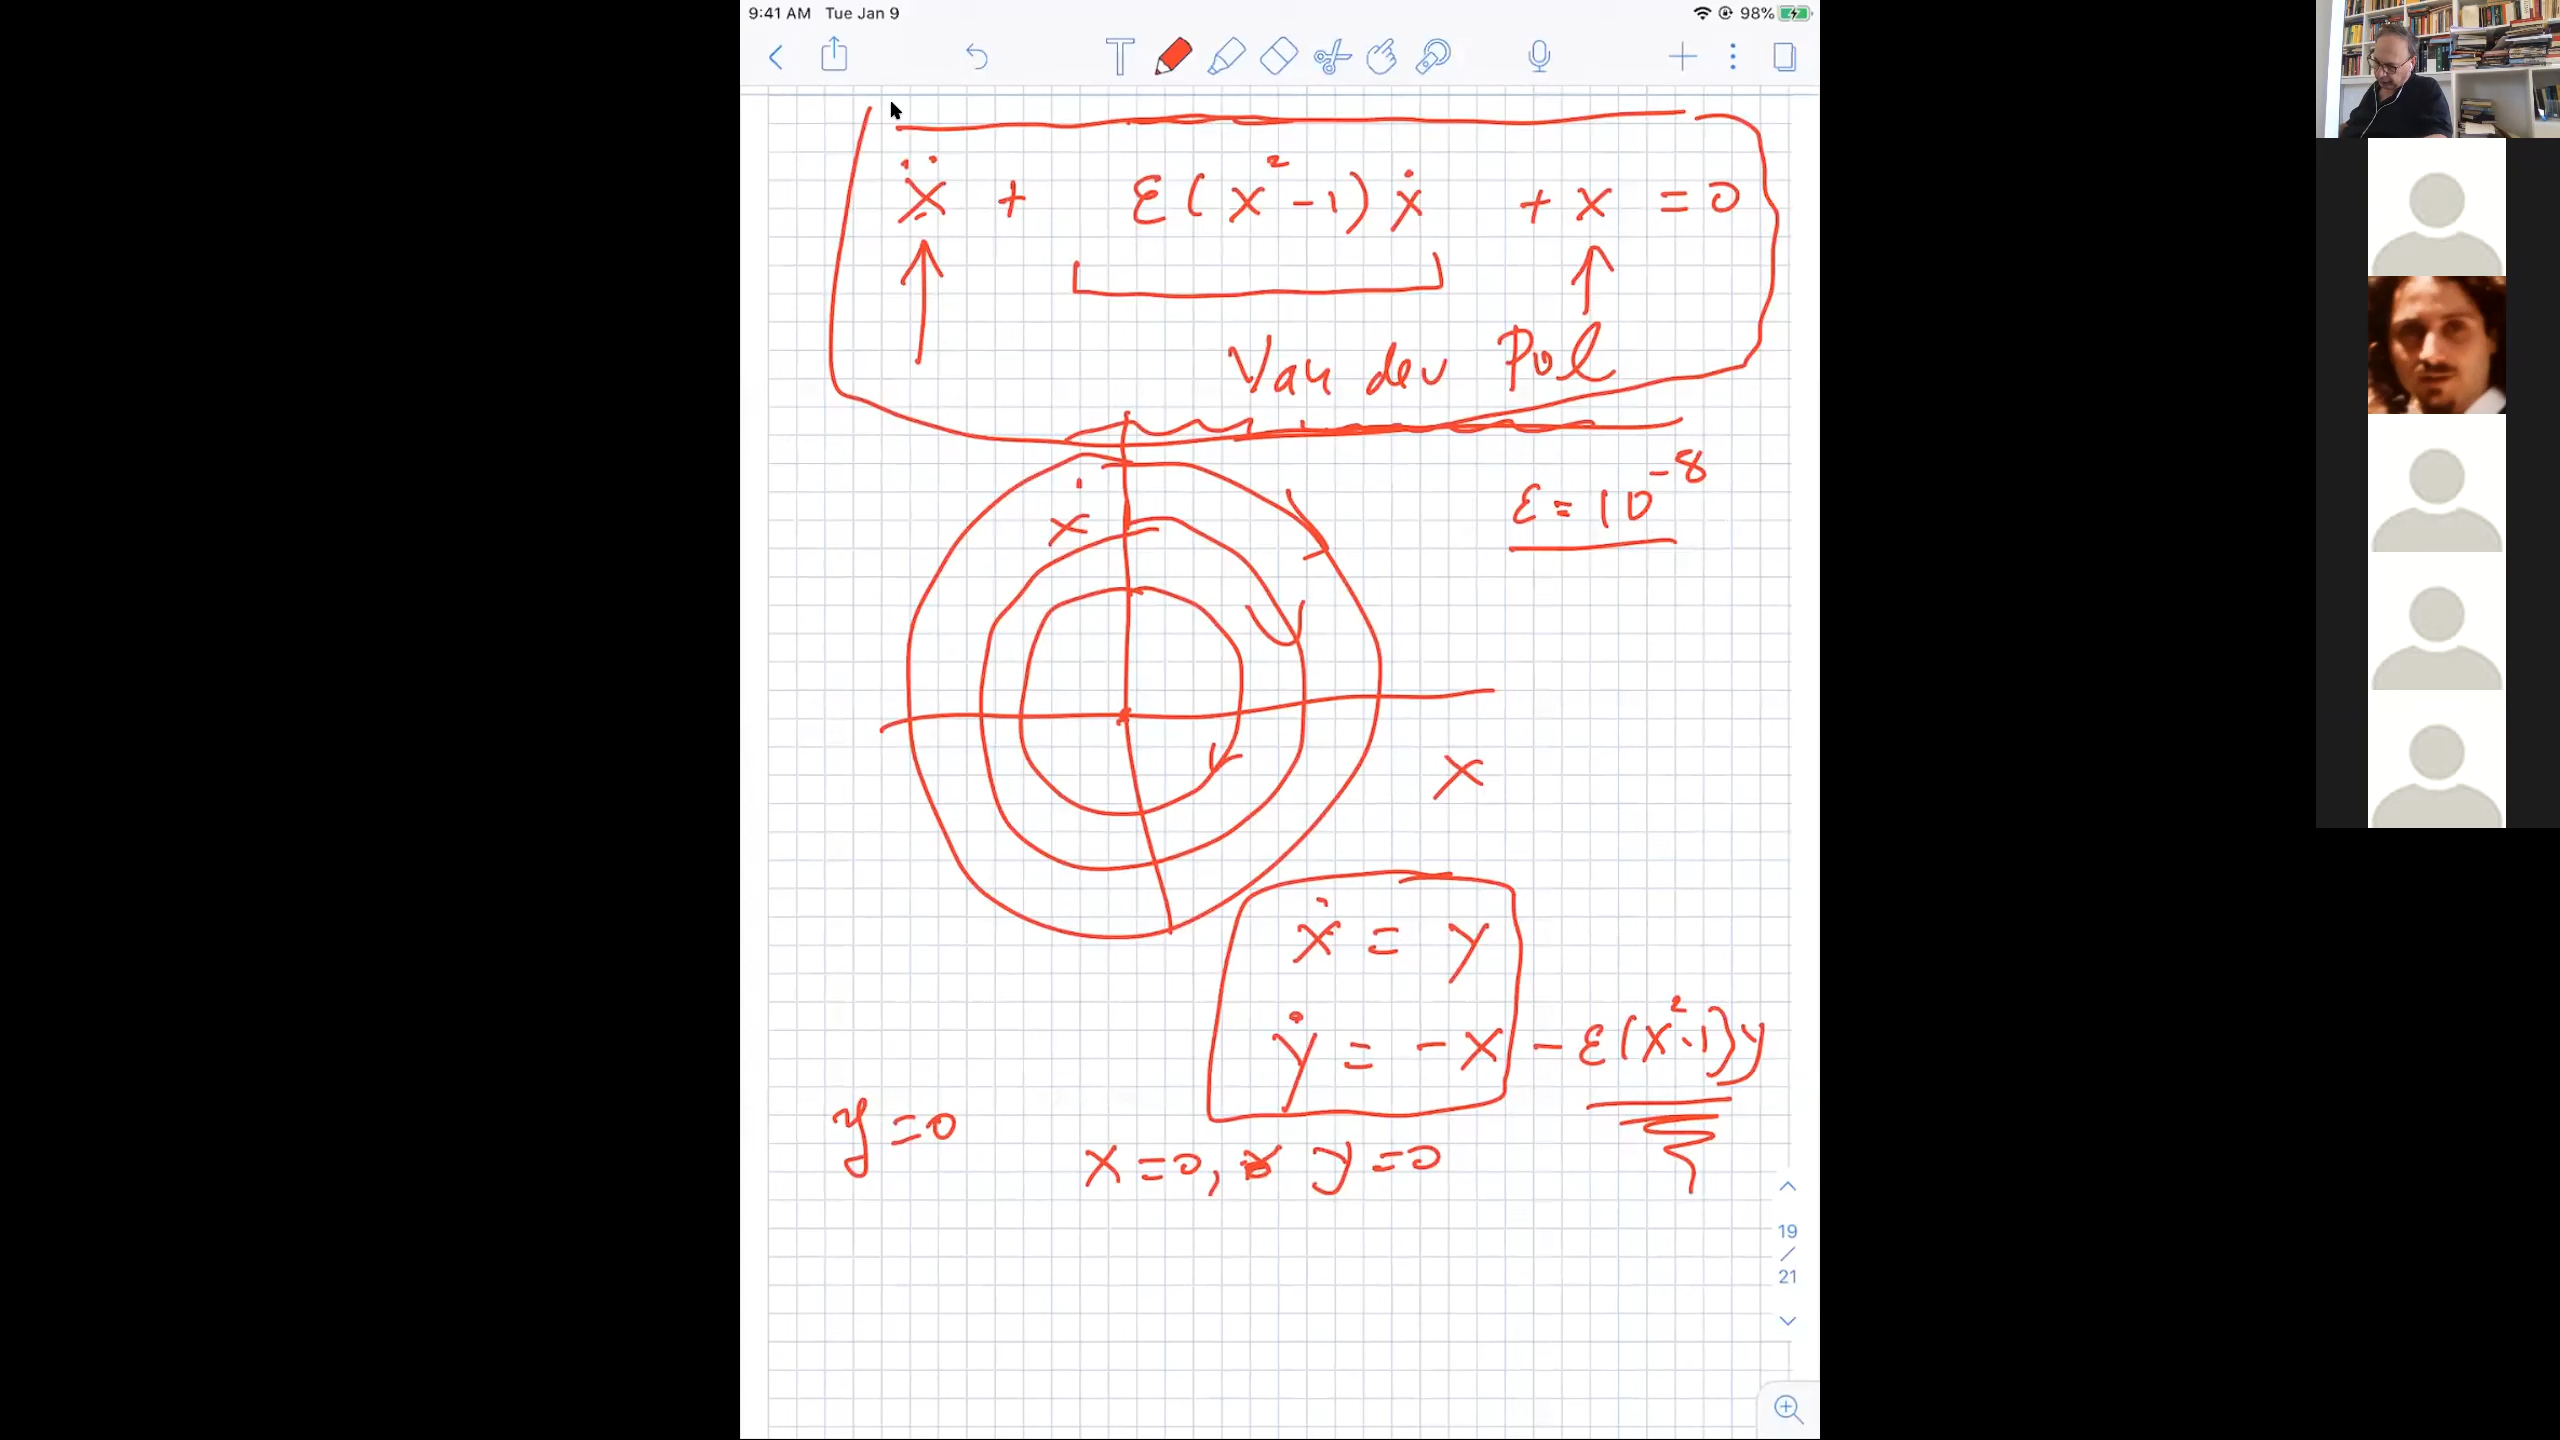 9:41 AM Tue Jan 9 98%
ẍ + ε(x²-1)ẋ + x = 0
Van der Pol
ε = 10⁻⁸
ẋ
x
ẋ = y
ẏ = -x - ε(x²-1)y
y = 0
x = 0, y = 0
19
/
21